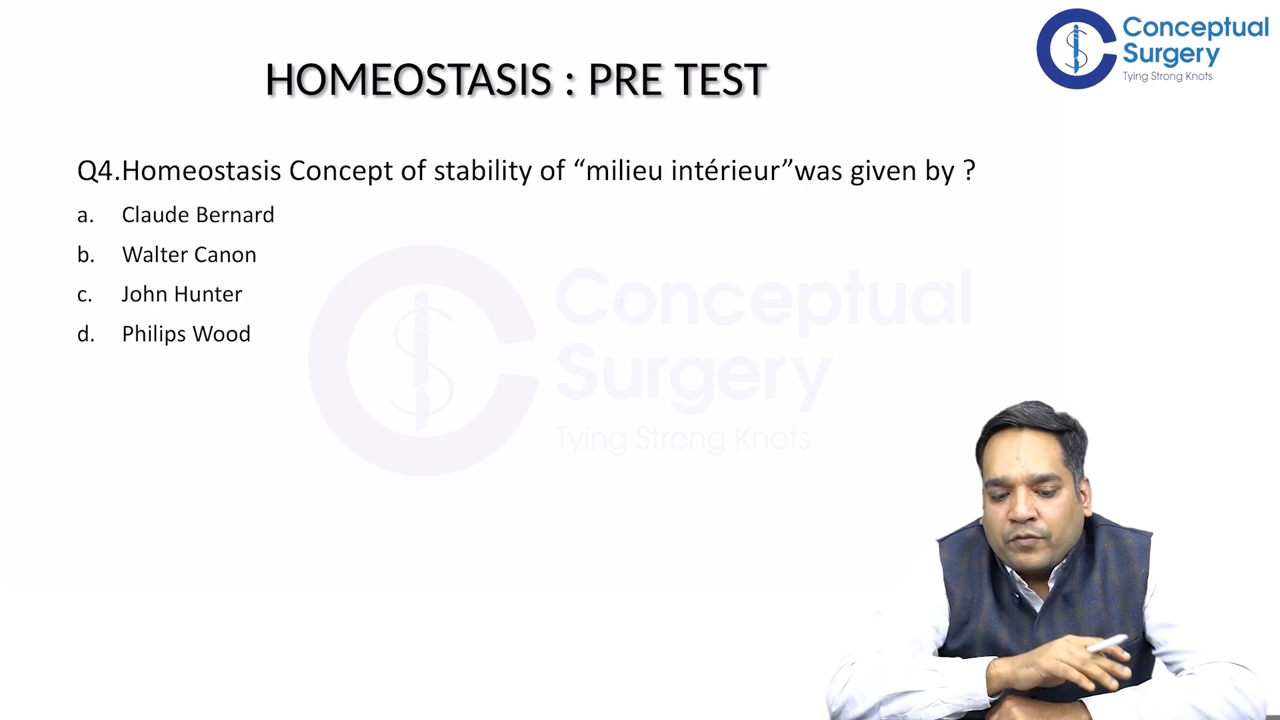 Conceptual
Surgery
Tying Strong Knots
HOMEOSTASIS : PRE TEST
Q4.Homeostasis Concept of stability of “milieu intérieur”was given by ?
a. Claude Bernard
b. Walter Canon
c. John Hunter
d. Philips Wood
Conceptual
Surgery
Tying Strong Knots